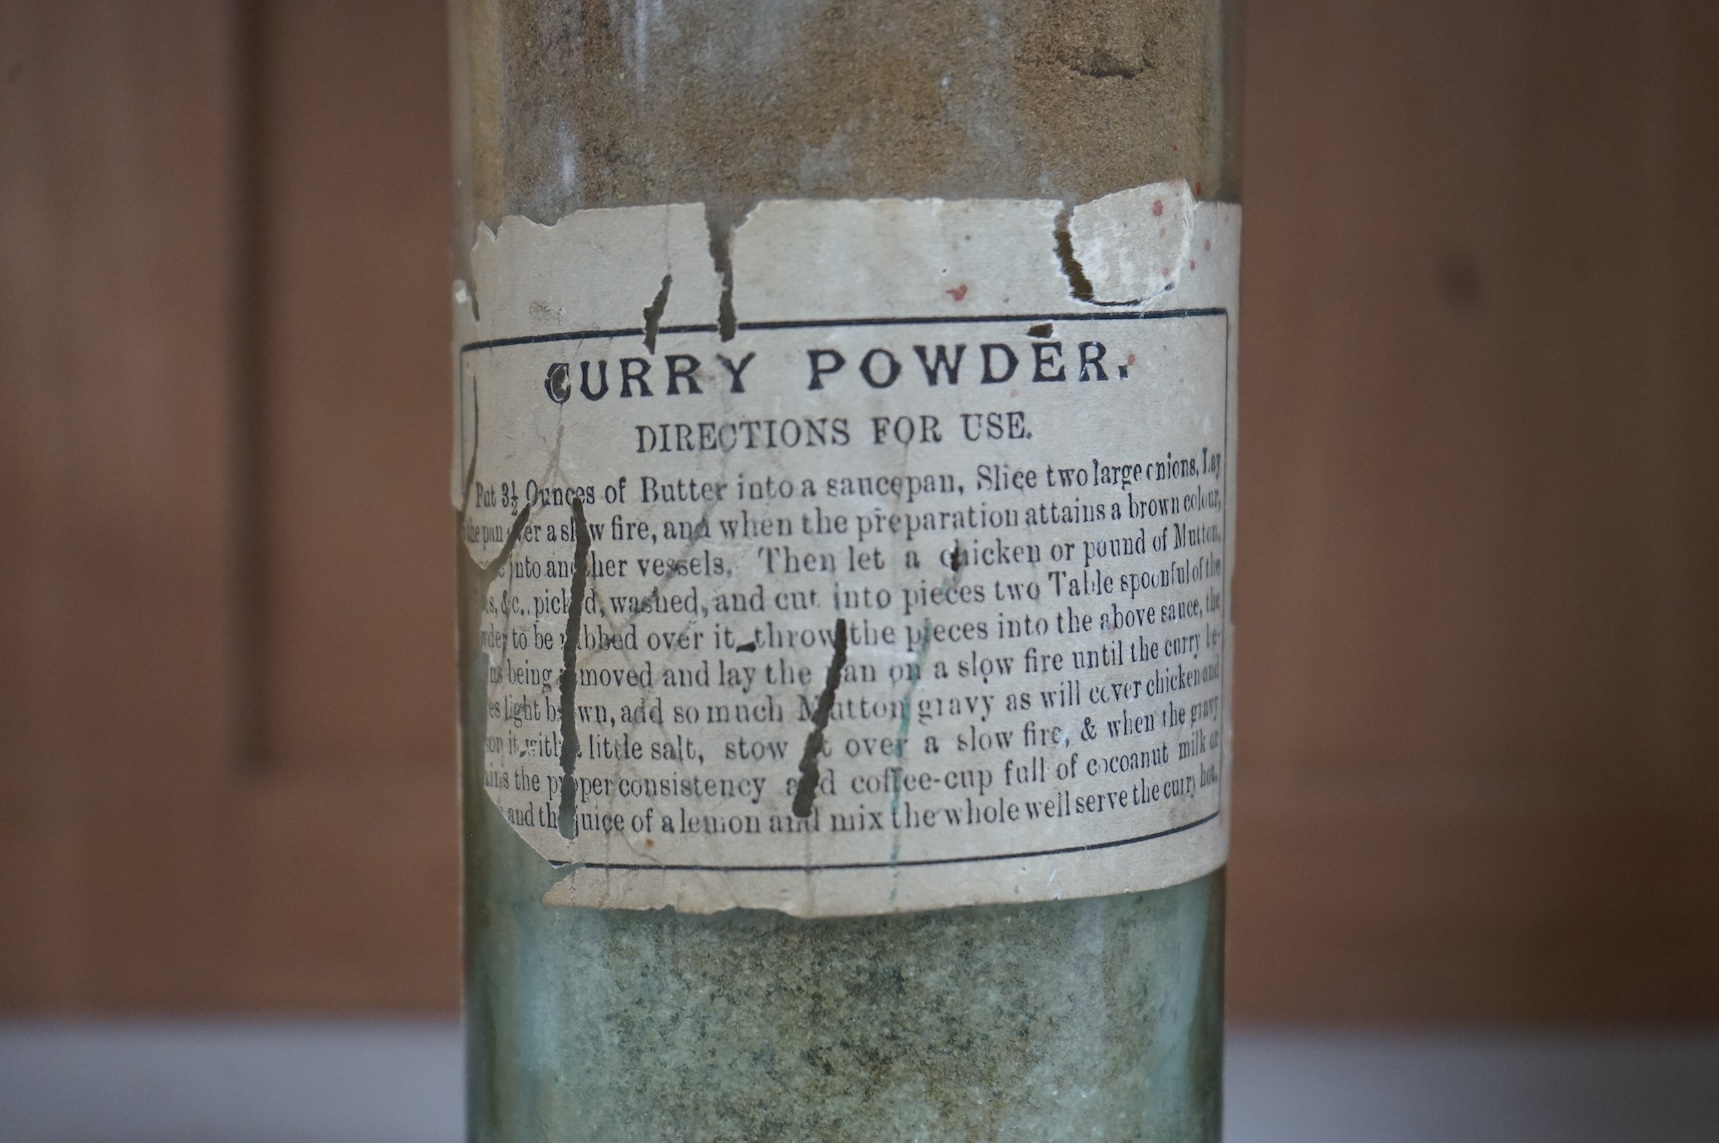 CURRY POWDER.
DIRECTIONS FOR USE.
Put 3½ Ounces of Butter into a saucepan, Slice two large onions, Lay
the pan over a slow fire, and when the preparation attains a brown colour,
into another vessels. Then let a chicken or pound of Mutton,
&c., picked, washed, and cut into pieces two Table spoonful of the
to be rubbed over it throw the pieces into the above sauce, the
being removed and lay the pan on a slow fire until the curry be-
light brown, add so much Mutton gravy as will cover chicken and
it with little salt, stow it over a slow fire, & when the gravy
the proper consistency add coffee-cup full of cocoanut milk or
and the juice of a lemon and mix the whole well serve the curry hot.